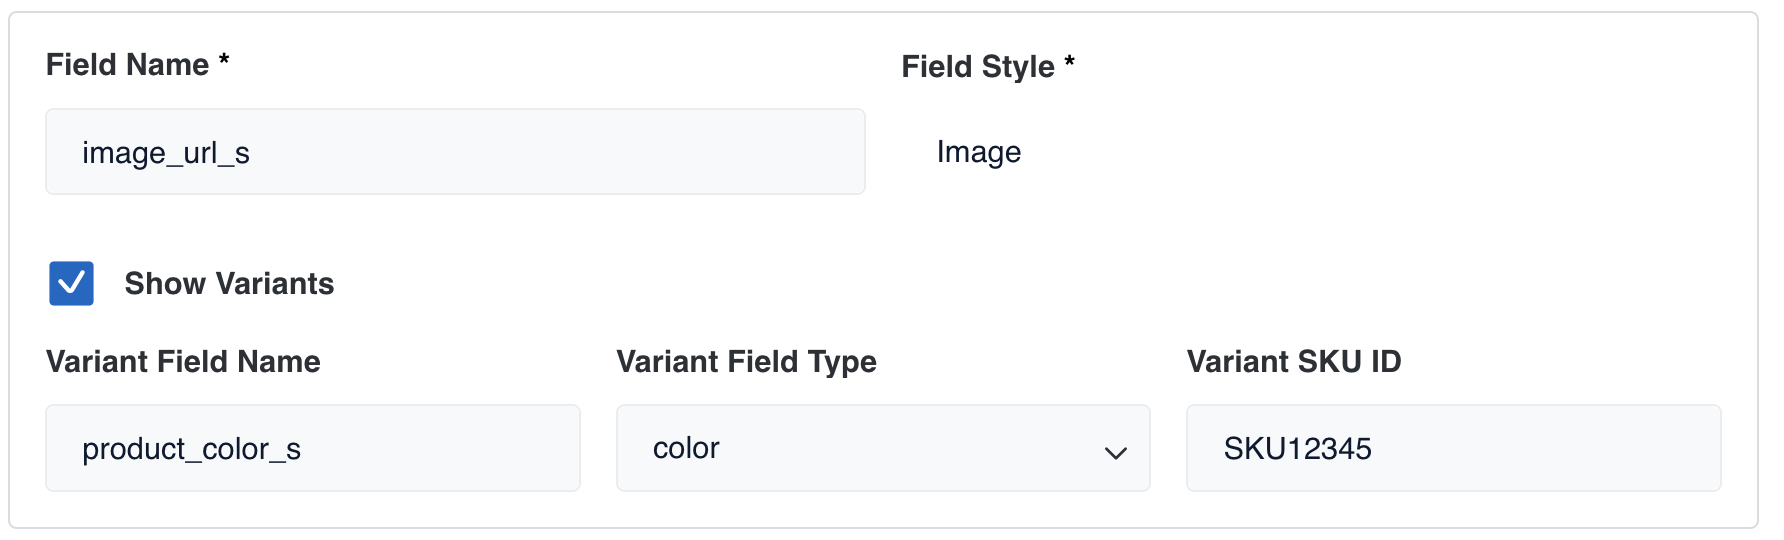 Field Name *
Field Style *
image_url_s
Image
Show Variants
Variant Field Name
Variant Field Type
Variant SKU ID
product_color_s
color
SKU12345